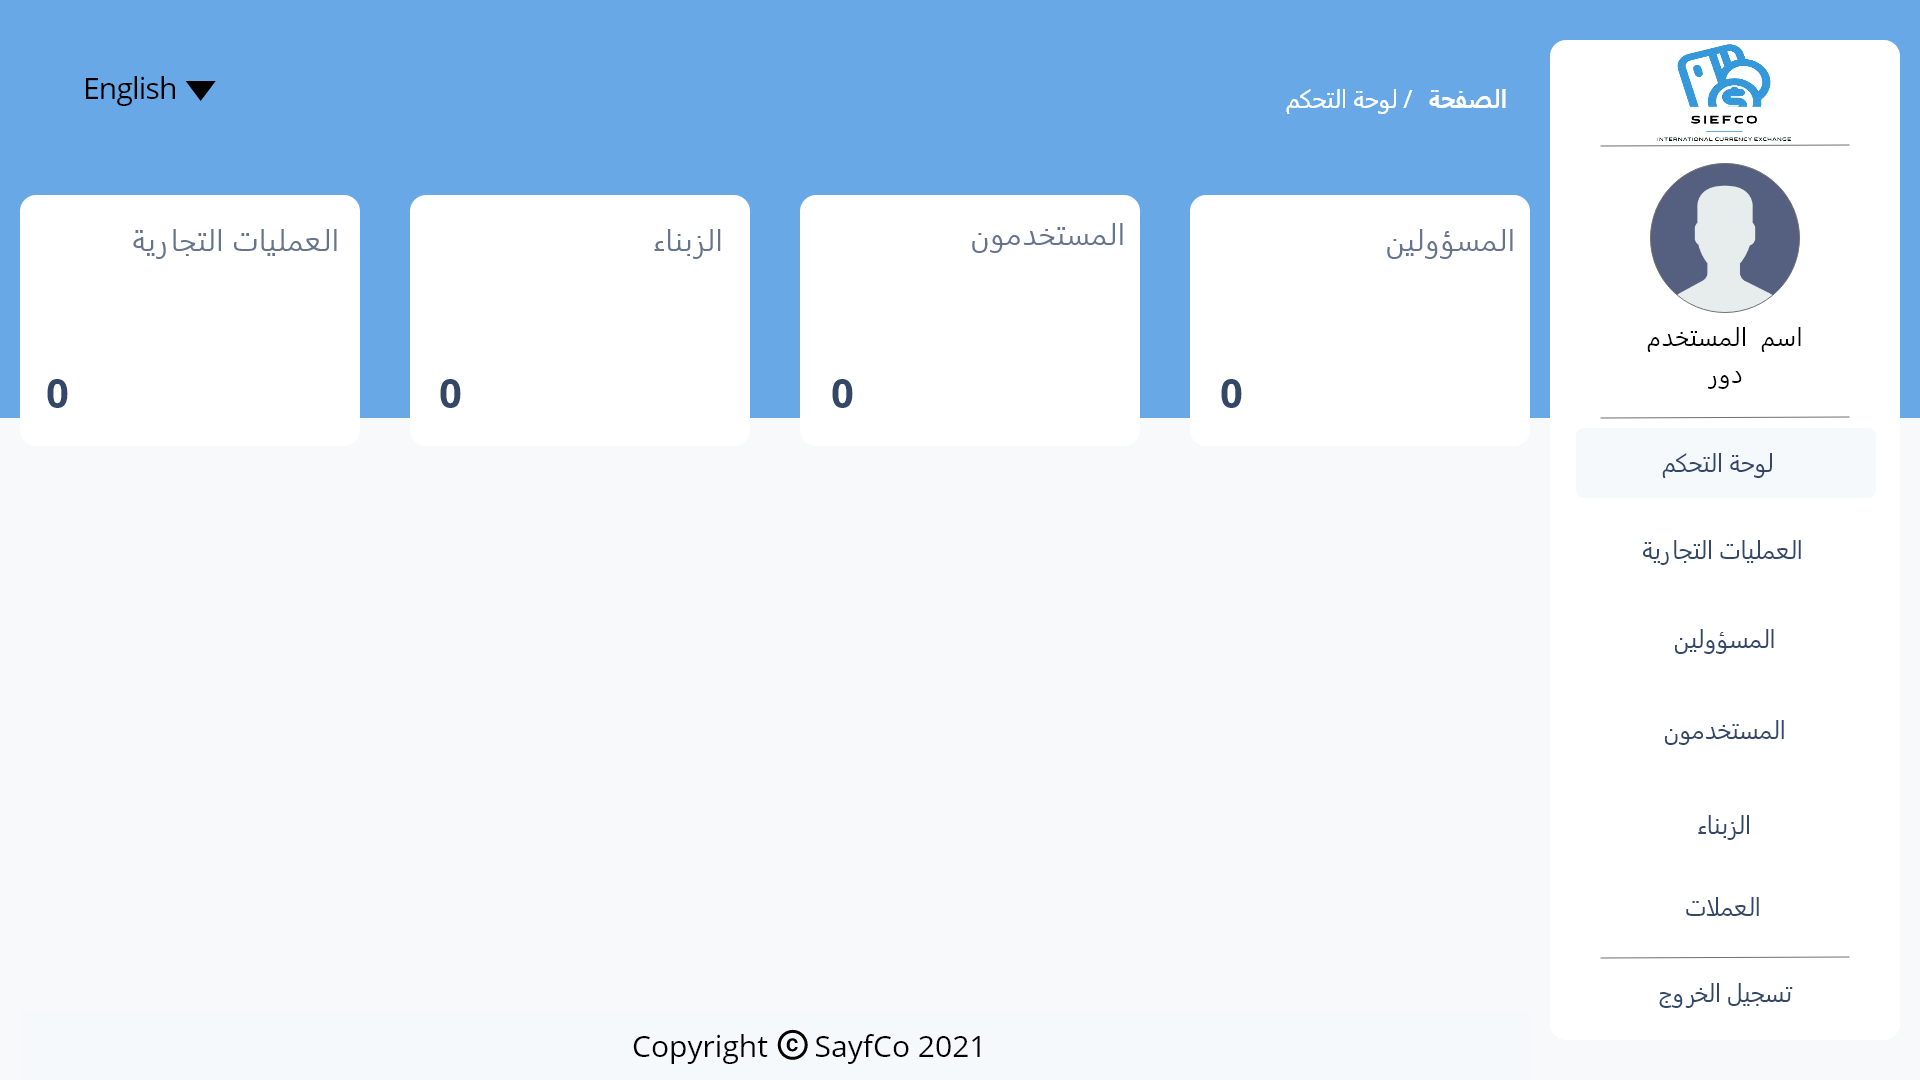 English
الصفحة / لوحة التحكم
SIEFCO
INTERNATIONAL CURRENCY EXCHANGE
اسم المستخدم
دور
المسؤولين
0
المستخدمون
0
الزبناء
0
العمليات التجارية
0
لوحة التحكم
العمليات التجارية
المسؤولين
المستخدمون
الزبناء
العملات
تسجيل الخروج
Copyright © SayfCo 2021